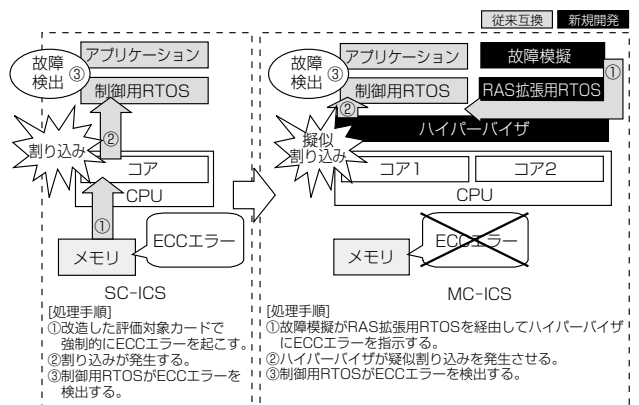 従来互換 新規開発
故障
検出
③
アプリケーション
制御用RTOS
②
割り込み
コア
CPU
①
メモリ
ECCエラー
SC-ICS
[処理手順]
①改造した評価対象カードで
強制的にECCエラーを起こす。
②割り込みが発生する。
③制御用RTOSがECCエラーを
検出する。
故障
検出
③
アプリケーション
故障模擬
①
制御用RTOS
RAS拡張用RTOS
②
ハイパーバイザ
擬似
割り込み
コア1
コア2
CPU
メモリ
ECCエラー
MC-ICS
[処理手順]
①故障模擬がRAS拡張用RTOSを経由してハイパーバイザ
にECCエラーを指示する。
②ハイパーバイザが疑似割り込みを発生させる。
③制御用RTOSがECCエラーを検出する。